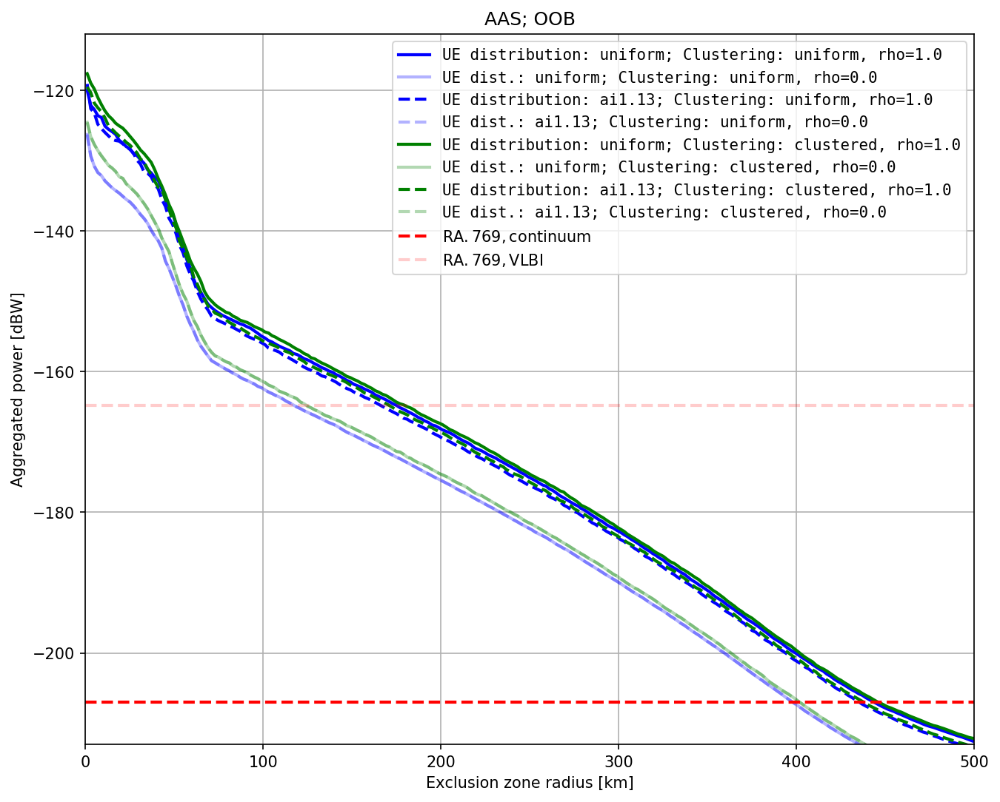 AAS; OOB
UE distribution: uniform; Clustering: uniform, rho=1.0
UE dist.: uniform; Clustering: uniform, rho=0.0
UE distribution: ai1.13; Clustering: uniform, rho=1.0
UE dist.: ai1.13; Clustering: uniform, rho=0.0
UE distribution: uniform; Clustering: clustered, rho=1.0
UE dist.: uniform; Clustering: clustered, rho=0.0
UE distribution: ai1.13; Clustering: clustered, rho=1.0
UE dist.: ai1.13; Clustering: clustered, rho=0.0
RA. 769, continuum
RA. 769, VLBI
Aggregated power [dBW]
−120
−140
−160
−180
−200
0 100 200 300 400 500
Exclusion zone radius [km]